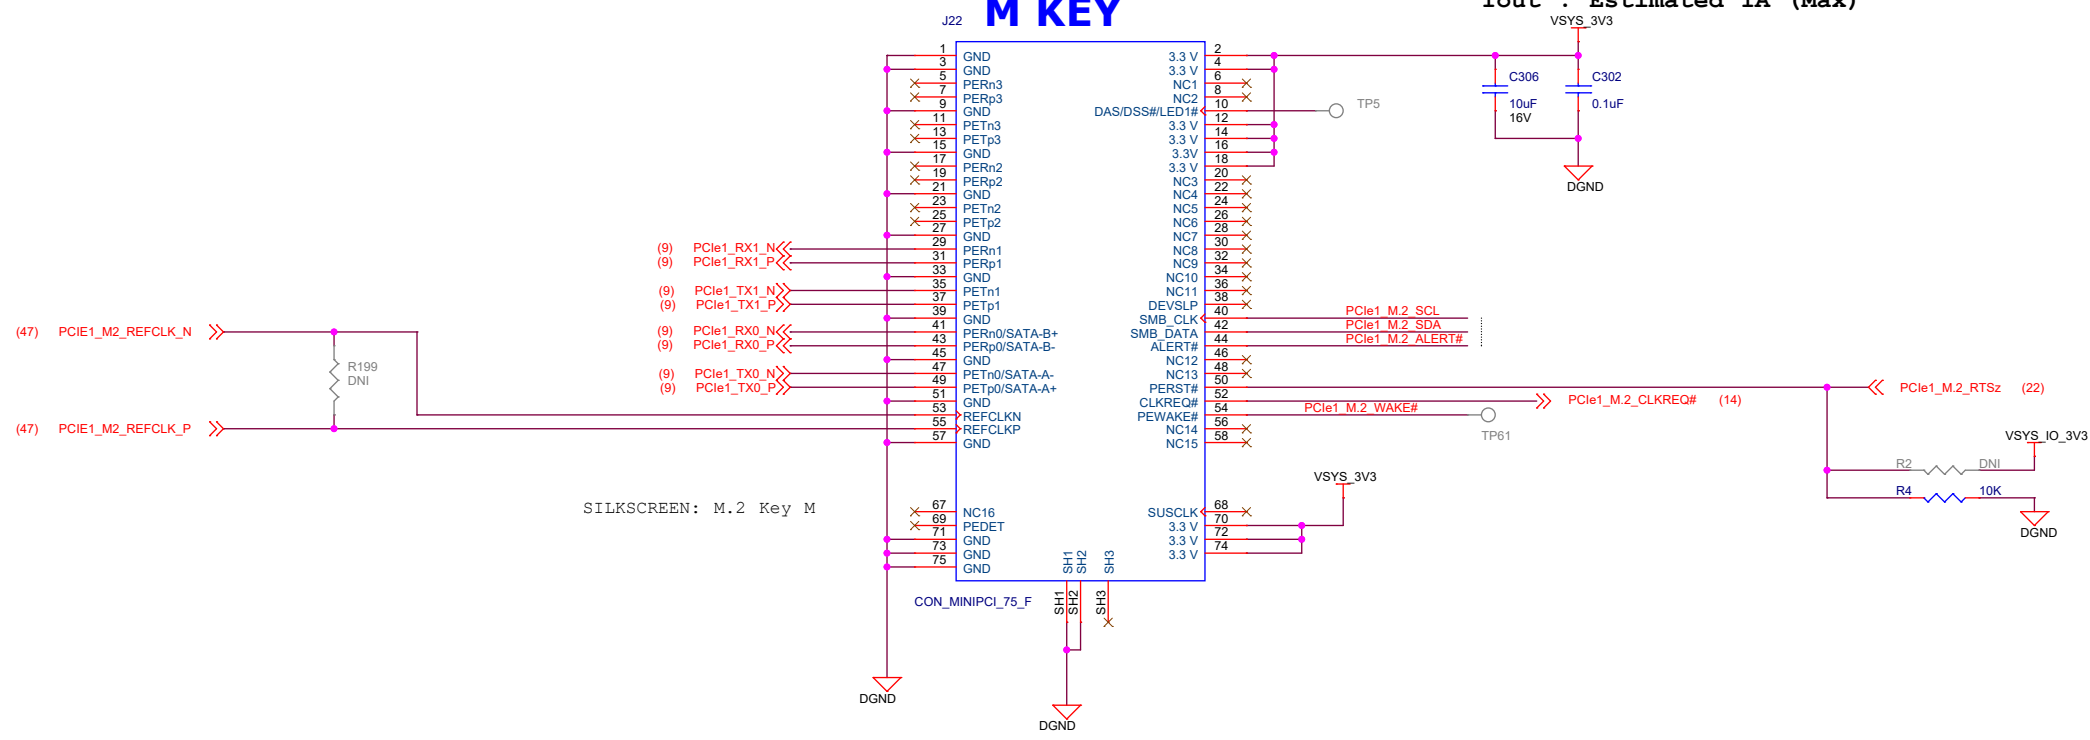 M KEY
Iout : Estimated 1A (Max)
J22
VSYS_3V3
1 GND 3.3 V 2
3 GND 3.3 V 4
5 PERn3 NC1 6
7 PERp3 NC2 8
9 GND DAS/DSS#/LED1# 10 TP5
11 PETn3 3.3 V 12
13 PETp3 3.3 V 14
15 GND 3.3V 16
17 PERn2 3.3 V 18
19 PERp2 NC3 20
21 GND NC4 22
23 PETn2 NC5 24
25 PETp2 NC6 26
27 GND NC7 28
(9) PCIe1_RX1_N 29 PERn1 NC8 30
(9) PCIe1_RX1_P 31 PERp1 NC9 32
33 GND NC10 34
(9) PCIe1_TX1_N 35 PETn1 NC11 36
(9) PCIe1_TX1_P 37 PETp1 DEVSLP 38
39 GND SMB_CLK 40 PCIe1_M.2_SCL
(9) PCIe1_RX0_N 41 PERn0/SATA-B+ SMB_DATA 42 PCIe1_M.2_SDA
(9) PCIe1_RX0_P 43 PERp0/SATA-B- ALERT# 44 PCIe1_M.2_ALERT#
45 GND NC12 46
(9) PCIe1_TX0_N 47 PETn0/SATA-A- NC13 48
(9) PCIe1_TX0_P 49 PETp0/SATA-A+ PERST# 50 PCIe1_M.2_RTSz (22)
51 GND CLKREQ# 52 PCIe1_M.2_CLKREQ# (14)
53 REFCLKN PEWAKE# 54 PCIe1_M.2_WAKE# TP61
55 REFCLKP NC14 56
57 GND NC15 58
67 NC16 SUSCLK 68
69 PEDET 3.3 V 70
71 GND 3.3 V 72
73 GND 3.3 V 74
75 GND
SH1 SH2 SH3
SH1 SH2 SH3
CON_MINIPCI_75_F
DGND
DGND
C306
10uF
16V
C302
0.1uF
DGND
(47) PCIE1_M2_REFCLK_N
R199
DNI
(47) PCIE1_M2_REFCLK_P
SILKSCREEN: M.2 Key M
VSYS_3V3
VSYS_IO_3V3
R2 DNI
R4 10K
DGND